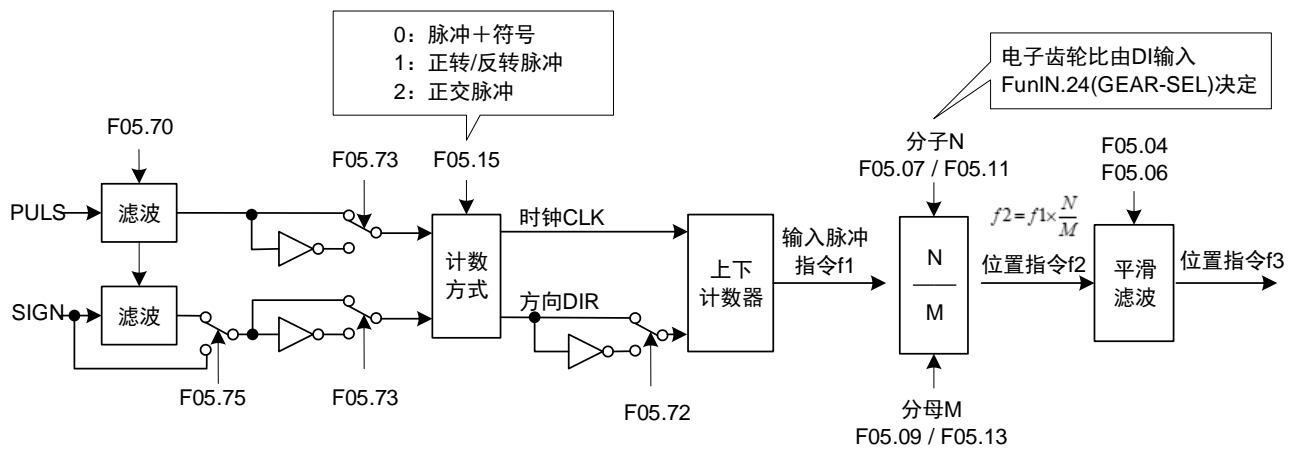 0：脉冲＋符号
1：正转/反转脉冲
2：正交脉冲
电子齿轮比由DI输入
FunIN.24(GEAR-SEL)决定
F05.70
F05.73
F05.15
分子N
F05.07 / F05.11
F05.04
F05.06
PULS
滤波
时钟CLK
计数
方式
上下
计数器
输入脉冲
指令f1
N
M
f2=f1×N/M
位置指令f2
平滑
滤波
位置指令f3
SIGN
滤波
方向DIR
F05.75
F05.73
F05.72
分母M
F05.09 / F05.13